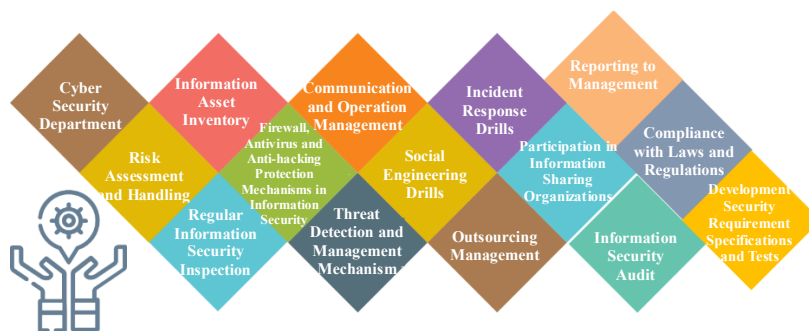 Cyber
Security
Department
Information
Asset
Inventory
Communication
and Operation
Management
Incident
Response
Drills
Reporting to
Management
Risk
Assessment
and Handling
Firewall,
Antivirus and
Anti-hacking
Protection
Mechanisms in
Information
Security
Social
Engineering
Drills
Participation in
Information
Sharing
Organizations
Compliance
with Laws and
Regulations
Regular
Information
Security
Inspection
Threat
Detection and
Management
Mechanism
Outsourcing
Management
Information
Security
Audit
Development
Security
Requirement
Specifications
and Tests